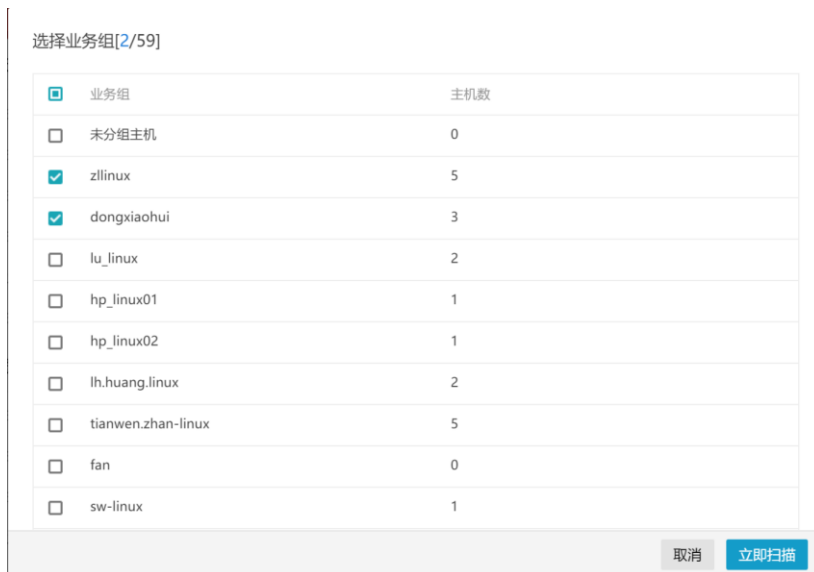 选择业务组[2/59]
业务组 主机数
未分组主机 0
zllinux 5
dongxiaohui 3
lu_linux 2
hp_linux01 1
hp_linux02 1
lh.huang.linux 2
tianwen.zhan-linux 5
fan 0
sw-linux 1
取消 立即扫描